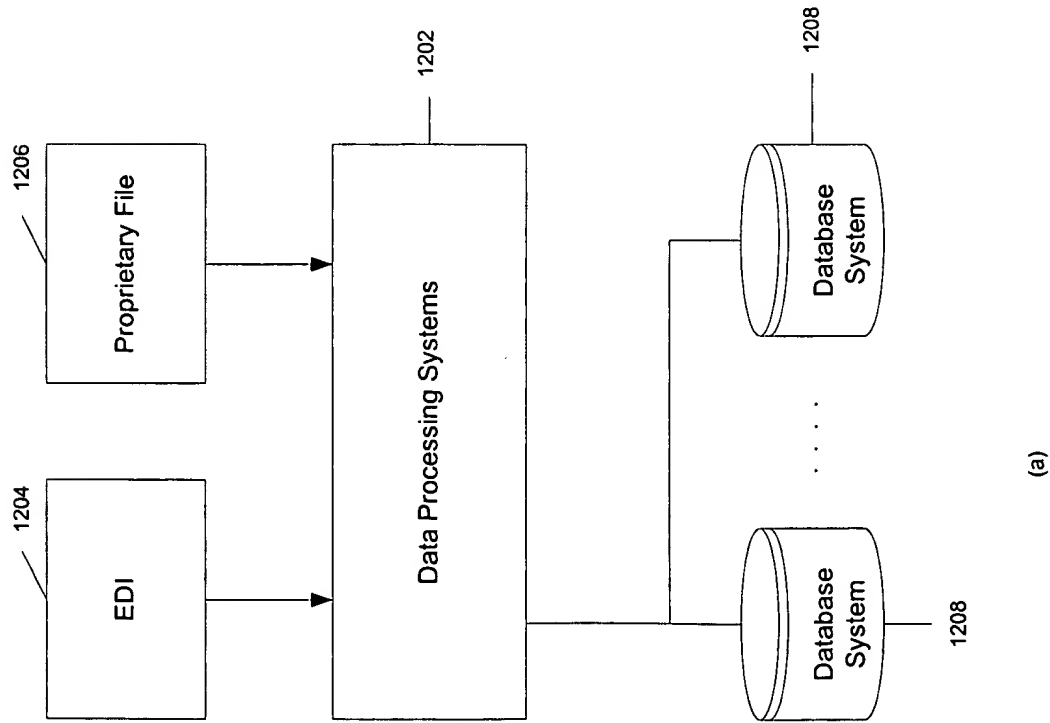 1204
1206
EDI
Proprietary File
1202
Data Processing Systems
1208
Database
System
. . . .
Database
System
1208
(a)